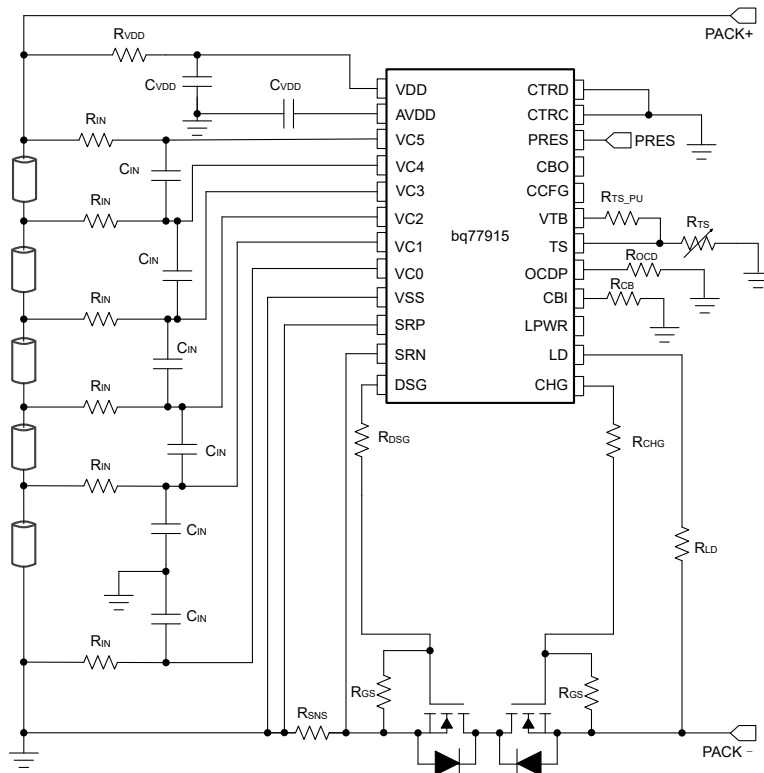 PACK+
RVDD
CVDD
CVDD
VDD
AVDD
VC5
VC4
VC3
VC2
VC1
VC0
VSS
SRP
SRN
DSG
bq77915
CTRD
CTRC
PRES
CBO
CCFG
VTB
TS
OCDP
CBI
LPWR
LD
CHG
PRES
RTS_PU
RTS
ROCD
RCB
RIN
CIN
RIN
CIN
RIN
CIN
RIN
CIN
RIN
CIN
CIN
RIN
RDSG
RCHG
RLD
RGS
RGS
RSNS
PACK –